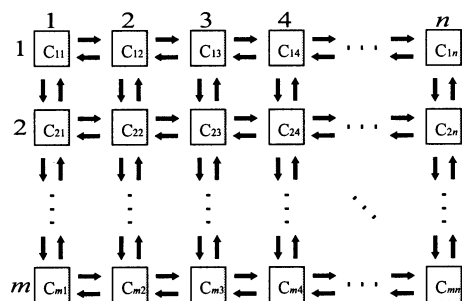 1 2 3 4 n
1 C11 C12 C13 C14 ··· C1n
2 C21 C22 C23 C24 ··· C2n
m Cm1 Cm2 Cm3 Cm4 ··· Cmn